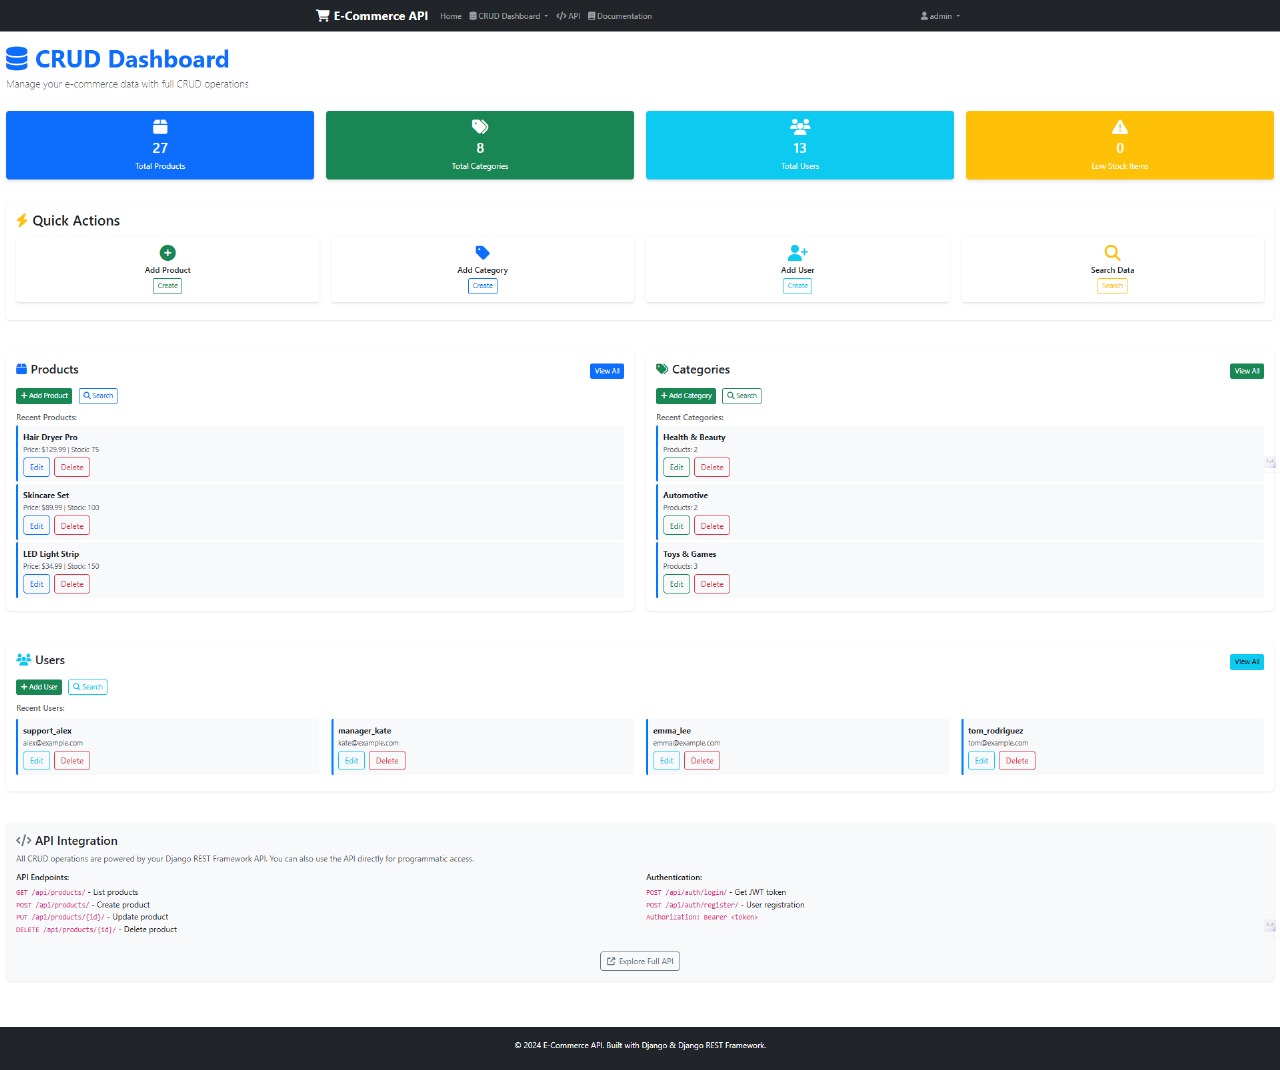 E-Commerce API Home CRUD Dashboard API Documentation admin
CRUD Dashboard
Manage your e-commerce data with full CRUD operations
27
Total Products
8
Total Categories
13
Total Users
0
Low Stock Items
Quick Actions
Add Product
Create
Add Category
Create
Add User
Create
Search Data
Search
Products
View All
+ Add Product
Search
Recent Products:
Hair Dryer Pro
Price: $129.99 | Stock: 75
Edit Delete
Skincare Set
Price: $89.99 | Stock: 100
Edit Delete
LED Light Strip
Price: $34.99 | Stock: 150
Edit Delete
Categories
View All
+ Add Category
Search
Recent Categories:
Health & Beauty
Products: 2
Edit Delete
Automotive
Products: 2
Edit Delete
Toys & Games
Products: 3
Edit Delete
Users
View All
+ Add User
Search
Recent Users:
support_alex
alex@example.com
Edit Delete
manager_kate
kate@example.com
Edit Delete
emma_lee
emma@example.com
Edit Delete
tom_rodriguez
tom@example.com
Edit Delete
</> API Integration
All CRUD operations are powered by your Django REST Framework API. You can also use the API directly for programmatic access.
API Endpoints:
GET /api/products/ - List products
POST /api/products/ - Create product
PUT /api/products/{id}/ - Update product
DELETE /api/products/{id}/ - Delete product
Authentication:
POST /api/auth/login/ - Get JWT token
POST /api/auth/register/ - User registration
Authorization: Bearer <token>
Explore Full API
© 2024 E-Commerce API. Built with Django & Django REST Framework.